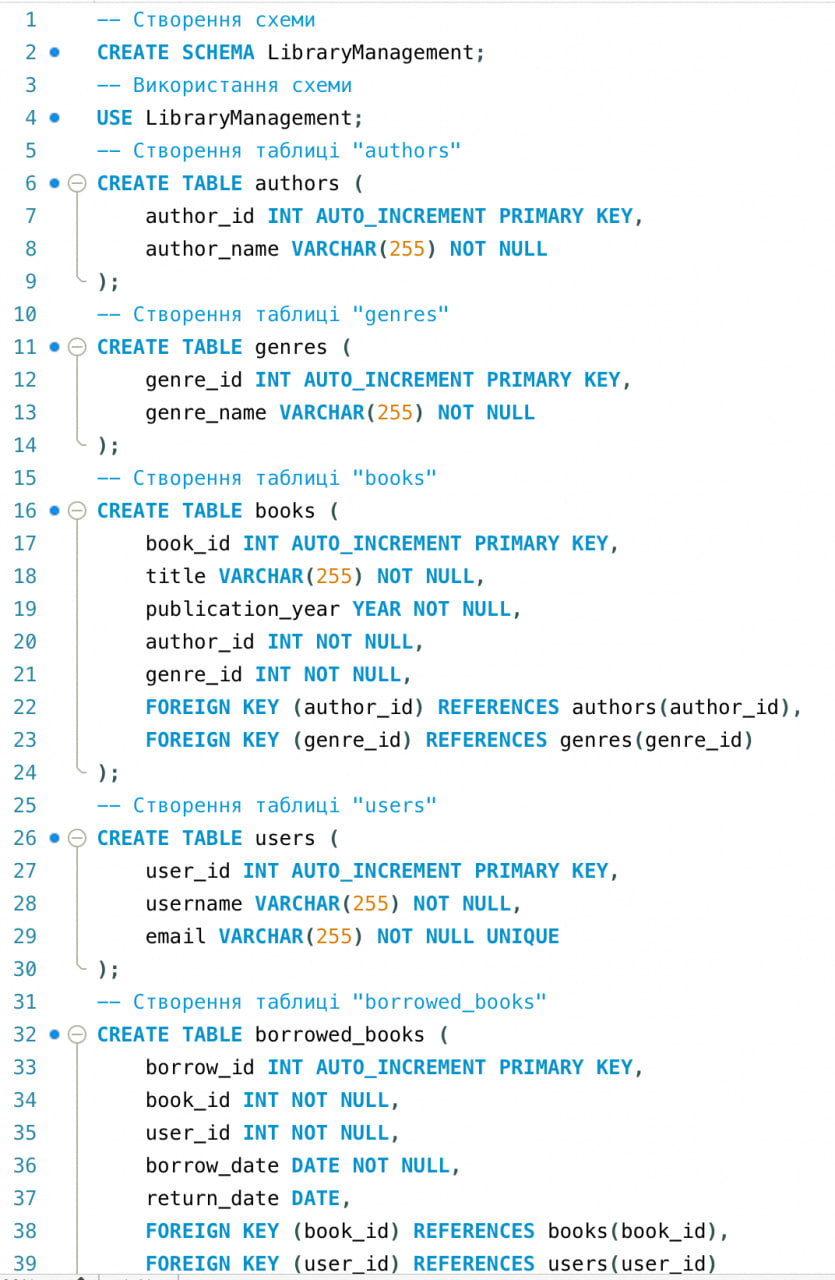 1 -- Створення схеми
2 CREATE SCHEMA LibraryManagement;
3 -- Використання схеми
4 USE LibraryManagement;
5 -- Створення таблиці "authors"
6 CREATE TABLE authors (
7 author_id INT AUTO_INCREMENT PRIMARY KEY,
8 author_name VARCHAR(255) NOT NULL
9 );
10 -- Створення таблиці "genres"
11 CREATE TABLE genres (
12 genre_id INT AUTO_INCREMENT PRIMARY KEY,
13 genre_name VARCHAR(255) NOT NULL
14 );
15 -- Створення таблиці "books"
16 CREATE TABLE books (
17 book_id INT AUTO_INCREMENT PRIMARY KEY,
18 title VARCHAR(255) NOT NULL,
19 publication_year YEAR NOT NULL,
20 author_id INT NOT NULL,
21 genre_id INT NOT NULL,
22 FOREIGN KEY (author_id) REFERENCES authors(author_id),
23 FOREIGN KEY (genre_id) REFERENCES genres(genre_id)
24 );
25 -- Створення таблиці "users"
26 CREATE TABLE users (
27 user_id INT AUTO_INCREMENT PRIMARY KEY,
28 username VARCHAR(255) NOT NULL,
29 email VARCHAR(255) NOT NULL UNIQUE
30 );
31 -- Створення таблиці "borrowed_books"
32 CREATE TABLE borrowed_books (
33 borrow_id INT AUTO_INCREMENT PRIMARY KEY,
34 book_id INT NOT NULL,
35 user_id INT NOT NULL,
36 borrow_date DATE NOT NULL,
37 return_date DATE,
38 FOREIGN KEY (book_id) REFERENCES books(book_id),
39 FOREIGN KEY (user_id) REFERENCES users(user_id)